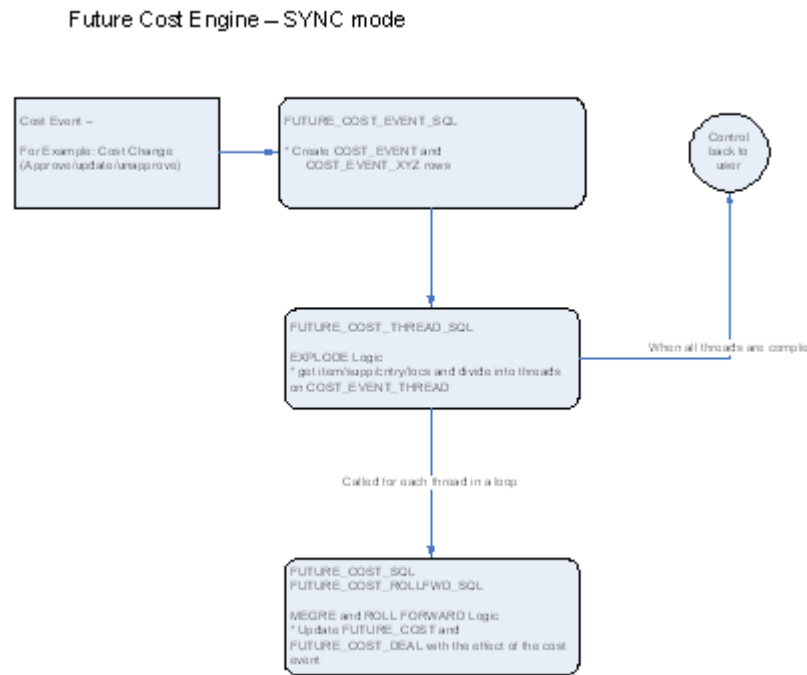 Future Cost Engine – SYNC mode
Cost Event –
For Example: Cost Change
(Approve/update/unapprove)
FUTURE_COST_EVENT_SQL
* Create COST_EVENT and
COST_EVENT_XYZ rows
Control
back to
user
FUTURE_COST_THREAD_SQL
EXPLODE Logic
* get item/supp/cntry/locs and divide into threads
on COST_EVENT_THREAD
When all threads are comple
Called for each thread in a loop
FUTURE_COST_SQL
FUTURE_COST_ROLLFWD_SQL
MEGRE and ROLL FORWARD Logic
* Update FUTURE_COST and
FUTURE_COST_DEAL with the effect of the cost
event